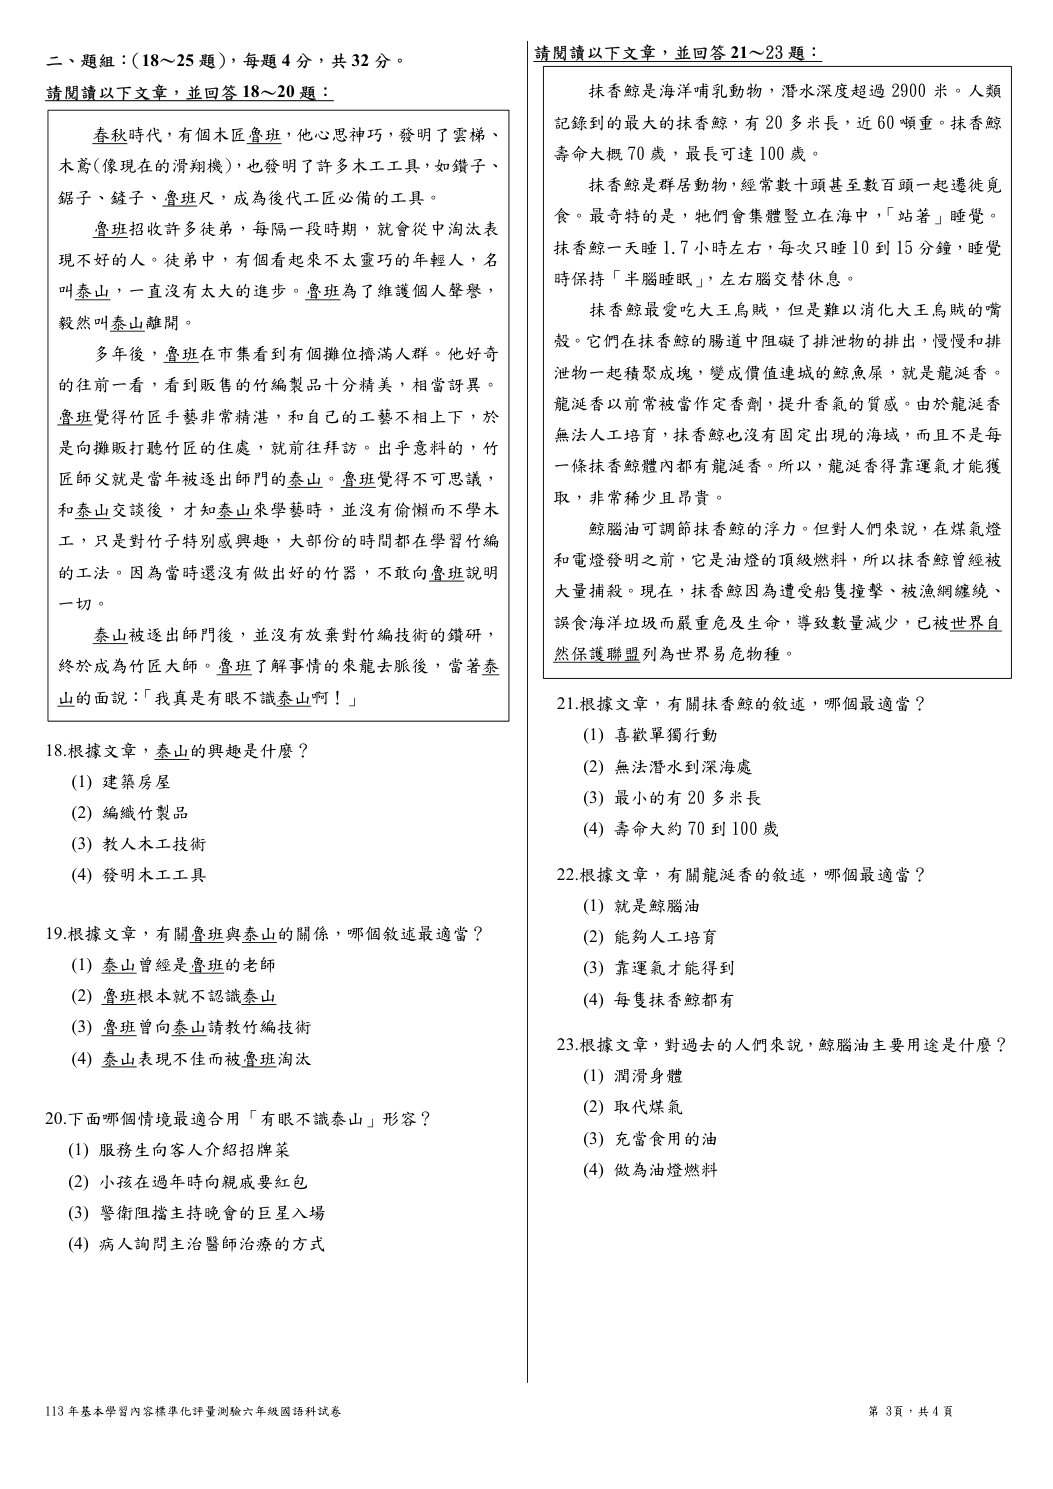 二、題組：(18～25 題)，每題 4 分，共 32 分。
請閱讀以下文章，並回答 18～20 題：
春秋時代，有個木匠魯班，他心思神巧，發明了雲梯、
木鳶(像現在的滑翔機)，也發明了許多木工工具，如鑽子、
鋸子、鏟子、魯班尺，成為後代工匠必備的工具。
魯班招收許多徒弟，每隔一段時期，就會從中淘汰表
現不好的人。徒弟中，有個看起來不太靈巧的年輕人，名
叫泰山，一直沒有太大的進步。魯班為了維護個人聲譽，
毅然叫泰山離開。
多年後，魯班在市集看到有個攤位擠滿人群。他好奇
的往前一看，看到販售的竹編製品十分精美，相當訝異。
魯班覺得竹匠手藝非常精湛，和自己的工藝不相上下，於
是向攤販打聽竹匠的住處，就前往拜訪。出乎意料的，竹
匠師父就是當年被逐出師門的泰山。魯班覺得不可思議，
和泰山交談後，才知泰山來學藝時，並沒有偷懶而不學木
工，只是對竹子特別感興趣，大部份的時間都在學習竹編
的工法。因為當時還沒有做出好的竹器，不敢向魯班說明
一切。
泰山被逐出師門後，並沒有放棄對竹編技術的鑽研，
終於成為竹匠大師。魯班了解事情的來龍去脈後，當著泰
山的面說：「我真是有眼不識泰山啊！」
18.根據文章，泰山的興趣是什麼？
(1) 建築房屋
(2) 編織竹製品
(3) 教人木工技術
(4) 發明木工工具
19.根據文章，有關魯班與泰山的關係，哪個敘述最適當？
(1) 泰山曾經是魯班的老師
(2) 魯班根本就不認識泰山
(3) 魯班曾向泰山請教竹編技術
(4) 泰山表現不佳而被魯班淘汰
20.下面哪個情境最適合用「有眼不識泰山」形容？
(1) 服務生向客人介紹招牌菜
(2) 小孩在過年時向親戚要紅包
(3) 警衛阻擋主持晚會的巨星入場
(4) 病人詢問主治醫師治療的方式
請閱讀以下文章，並回答 21～23 題：
抹香鯨是海洋哺乳動物，潛水深度超過 2900 米。人類
記錄到的最大的抹香鯨，有 20 多米長，近 60 噸重。抹香鯨
壽命大概 70 歲，最長可達 100 歲。
抹香鯨是群居動物，經常數十頭甚至數百頭一起遷徙覓
食。最奇特的是，牠們會集體豎立在海中，「站著」睡覺。
抹香鯨一天睡 1.7 小時左右，每次只睡 10 到 15 分鐘，睡覺
時保持「半腦睡眠」，左右腦交替休息。
抹香鯨最愛吃大王烏賊，但是難以消化大王烏賊的嘴
殼。它們在抹香鯨的腸道中阻礙了排泄物的排出，慢慢和排
泄物一起積聚成塊，變成價值連城的鯨魚屎，就是龍涎香。
龍涎香以前常被當作定香劑，提升香氣的質感。由於龍涎香
無法人工培育，抹香鯨也沒有固定出現的海域，而且不是每
一條抹香鯨體內都有龍涎香。所以，龍涎香得靠運氣才能獲
取，非常稀少且昂貴。
鯨腦油可調節抹香鯨的浮力。但對人們來說，在煤氣燈
和電燈發明之前，它是油燈的頂級燃料，所以抹香鯨曾經被
大量捕殺。現在，抹香鯨因為遭受船隻撞擊、被漁網纏繞、
誤食海洋垃圾而嚴重危及生命，導致數量減少，已被世界自
然保護聯盟列為世界易危物種。
21.根據文章，有關抹香鯨的敘述，哪個最適當？
(1) 喜歡單獨行動
(2) 無法潛水到深海處
(3) 最小的有 20 多米長
(4) 壽命大約 70 到 100 歲
22.根據文章，有關龍涎香的敘述，哪個最適當？
(1) 就是鯨腦油
(2) 能夠人工培育
(3) 靠運氣才能得到
(4) 每隻抹香鯨都有
23.根據文章，對過去的人們來說，鯨腦油主要用途是什麼？
(1) 潤滑身體
(2) 取代煤氣
(3) 充當食用的油
(4) 做為油燈燃料
113 年基本學習內容標準化評量測驗六年級國語科試卷
第 3頁，共 4 頁